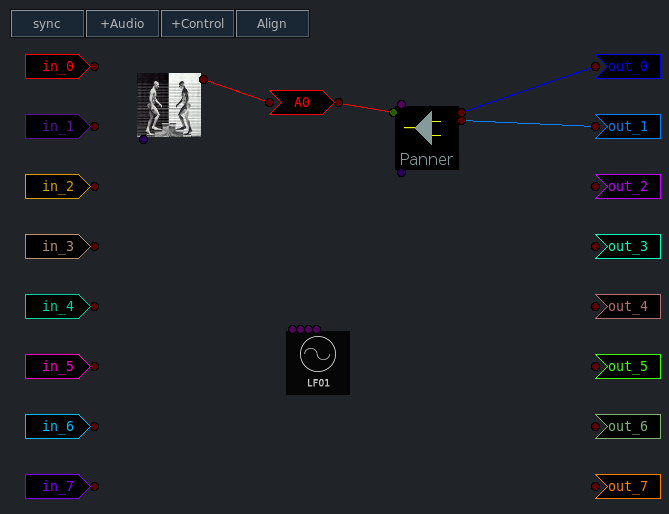 sync +Audio +Control Align
in_0
in_1
in_2
in_3
in_4
in_5
in_6
in_7
A0
Panner
LFO1
out_0
out_1
out_2
out_3
out_4
out_5
out_6
out_7